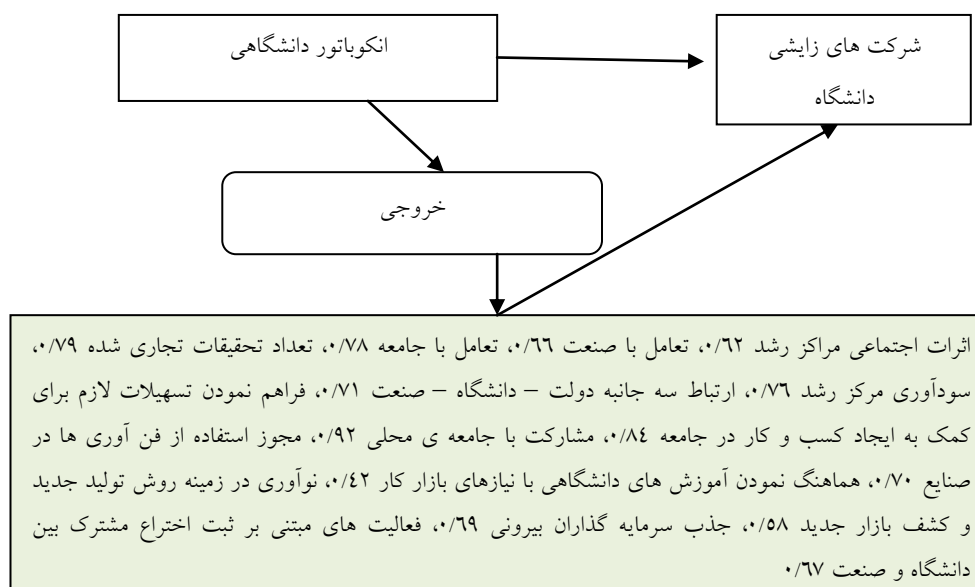 شرکت های زایشی
دانشگاه
انکوباتور دانشگاهی
خروجی
اثرات اجتماعی مراکز رشد ۰/۶۲، تعامل با صنعت ۰/۶۶، تعامل با جامعه ۰/۷۸، تعداد تحقیقات تجاری شده ۰/۷۹،
سودآوری مرکز رشد ۰/۷۶، ارتباط سه جانبه دولت – دانشگاه – صنعت ۰/۷۱، فراهم نمودن تسهیلات لازم برای
کمک به ایجاد کسب و کار در جامعه ۰/۸۴، مشارکت با جامعه ی محلی ۰/۹۲، مجوز استفاده از فن آوری ها در
صنایع ۰/۷۰، هماهنگ نمودن آموزش های دانشگاهی با نیازهای بازار کار ۰/۴۲، نوآوری در زمینه روش تولید جدید
و کشف بازار جدید ۰/۵۸، جذب سرمایه گذاران بیرونی ۰/۶۹، فعالیت های مبتنی بر ثبت اختراع مشترک بین
دانشگاه و صنعت ۰/۶۷